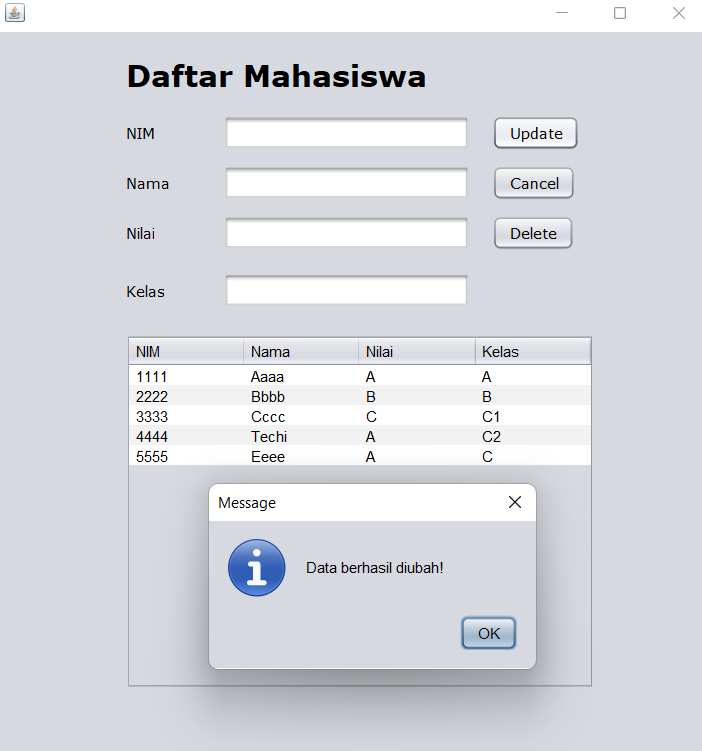 Daftar Mahasiswa
NIM
Update
Nama
Cancel
Nilai
Delete
Kelas
NIM Nama Nilai Kelas
1111 Aaaa A A
2222 Bbbb B B
3333 Cccc C C1
4444 Techi A C2
5555 Eeee A C
Message
Data berhasil diubah!
OK